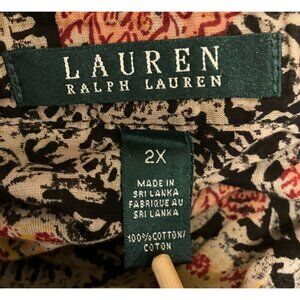 LAUREN
RALPH LAUREN
2X
MADE IN
SRI LANKA
FABRIQUE AU
SRI LANKA
100% COTTON/
COTON